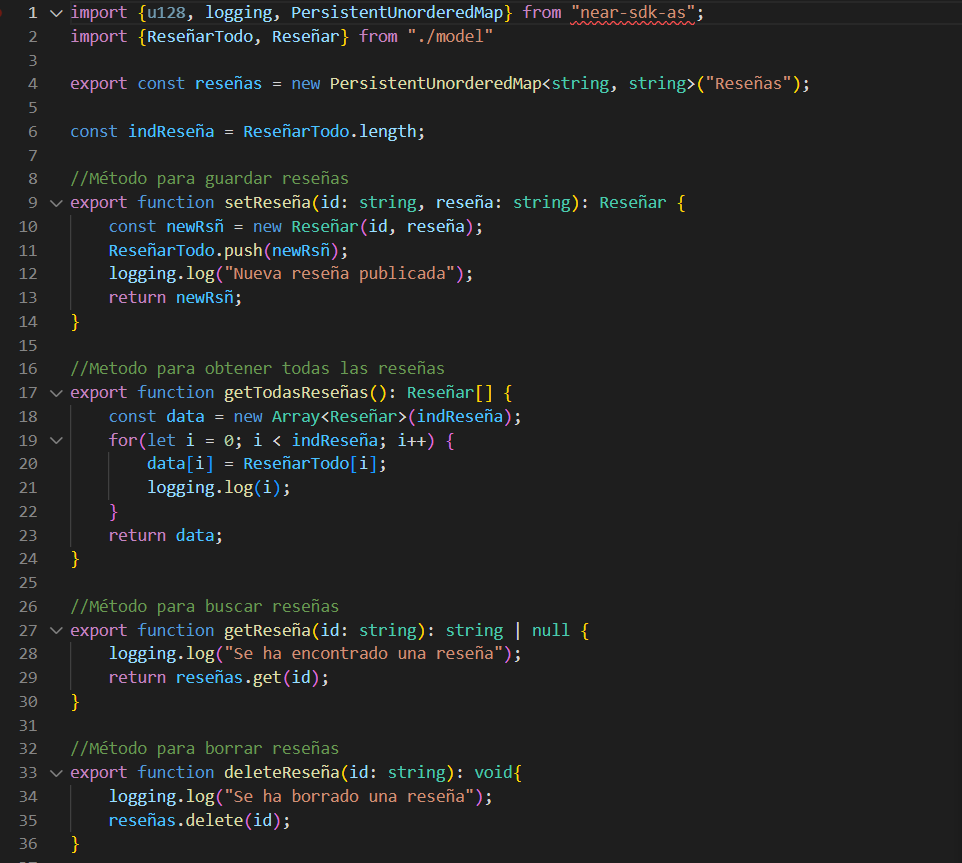 1 import {u128, logging, PersistentUnorderedMap} from "near-sdk-as";
2 import {ReseñarTodo, Reseñar} from "./model"
3
4 export const reseñas = new PersistentUnorderedMap<string, string>("Reseñas");
5
6 const indReseña = ReseñarTodo.length;
7
8 //Método para guardar reseñas
9 export function setReseña(id: string, reseña: string): Reseñar {
10 const newRsñ = new Reseñar(id, reseña);
11 ReseñarTodo.push(newRsñ);
12 logging.log("Nueva reseña publicada");
13 return newRsñ;
14 }
15
16 //Metodo para obtener todas las reseñas
17 export function getTodasReseñas(): Reseñar[] {
18 const data = new Array<Reseñar>(indReseña);
19 for(let i = 0; i < indReseña; i++) {
20 data[i] = ReseñarTodo[i];
21 logging.log(i);
22 }
23 return data;
24 }
25
26 //Método para buscar reseñas
27 export function getReseña(id: string): string | null {
28 logging.log("Se ha encontrado una reseña");
29 return reseñas.get(id);
30 }
31
32 //Método para borrar reseñas
33 export function deleteReseña(id: string): void{
34 logging.log("Se ha borrado una reseña");
35 reseñas.delete(id);
36 }